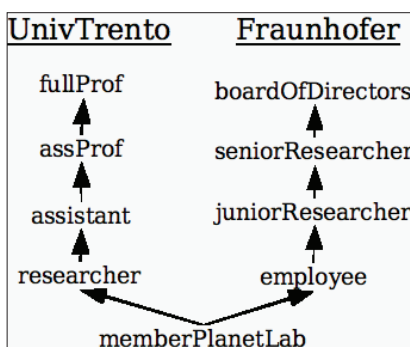 UnivTrento Fraunhofer
fullProf boardOfDirectors
assProf seniorResearcher
assistant juniorResearcher
researcher employee
memberPlanetLab